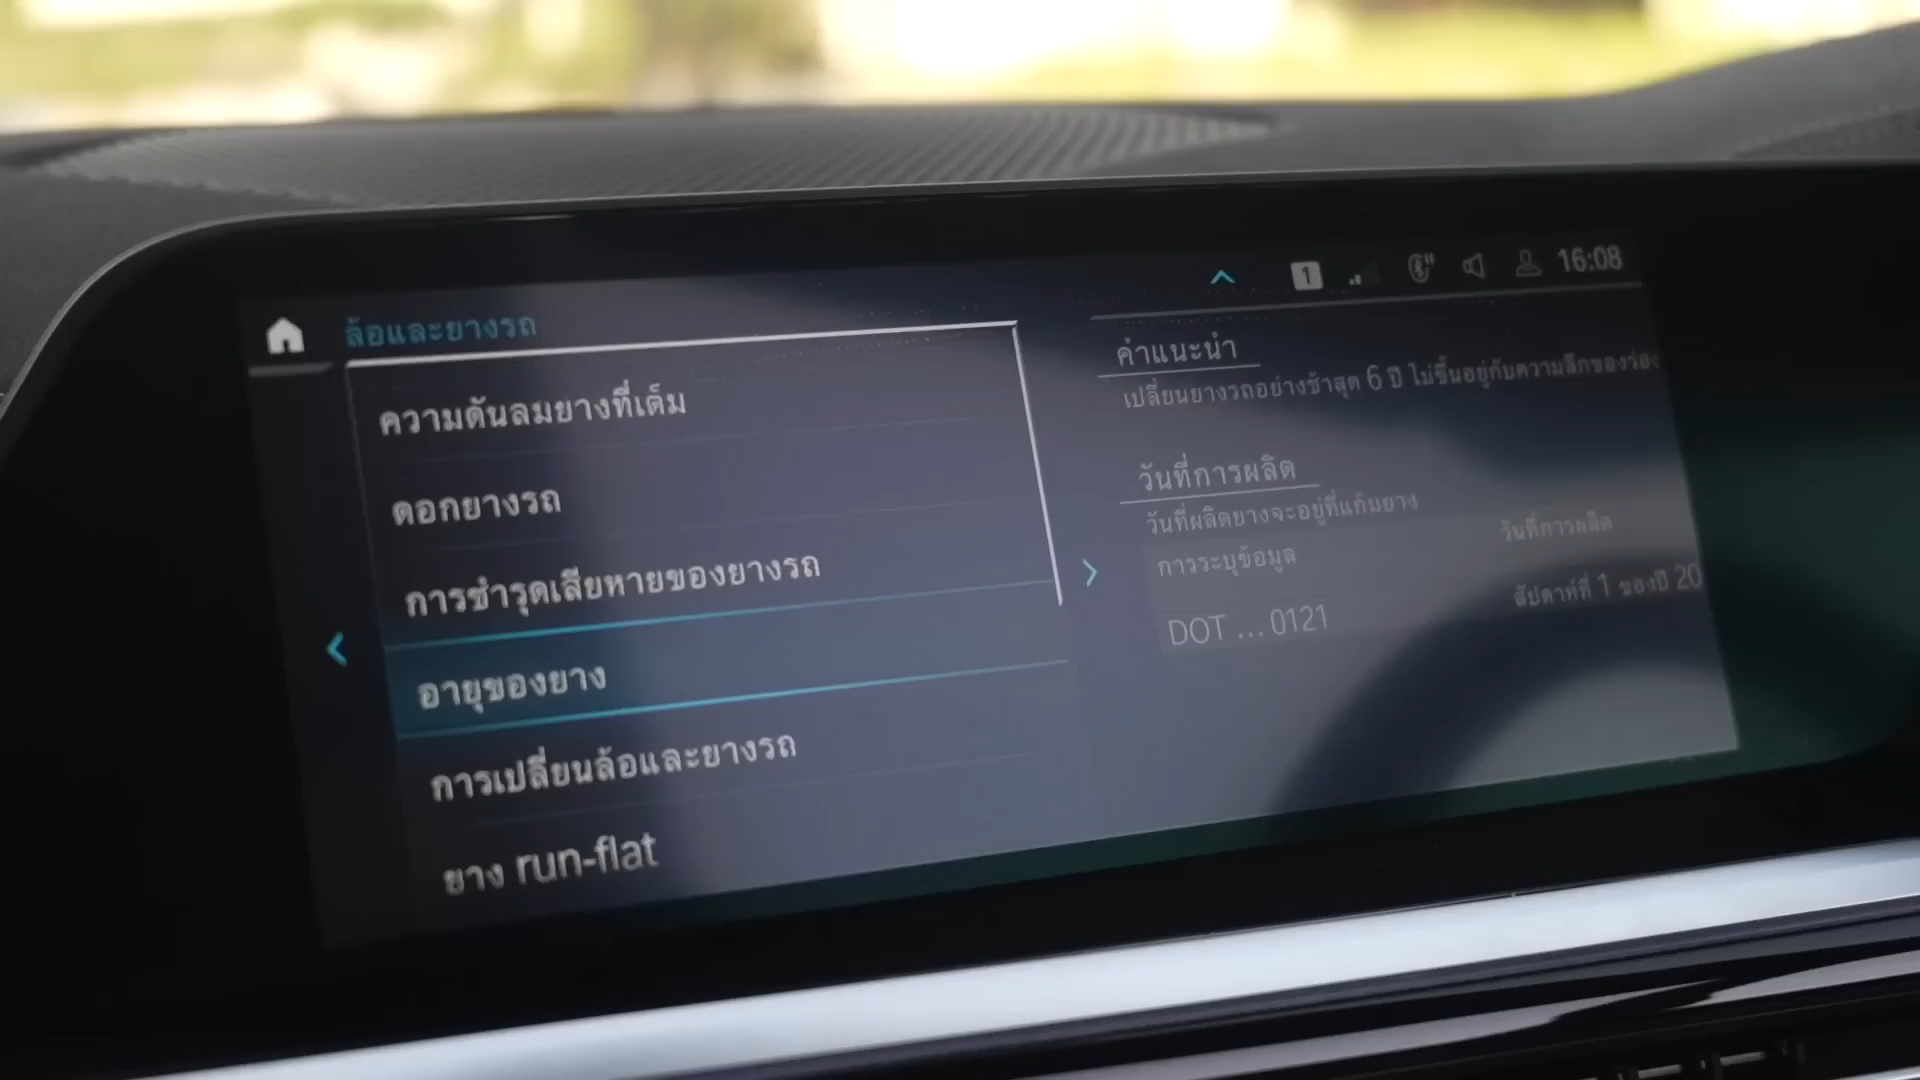 1 16:08
ล้อและยางรถ
ความดันลมยางที่เต็ม
ดอกยางรถ
การชำรุดเสียหายของยางรถ
อายุของยาง
การเปลี่ยนล้อและยางรถ
ยาง run-flat
คำแนะนำ
เปลี่ยนยางรถอย่างช้าสุด 6 ปี ไม่ขึ้นอยู่กับความลึกของร่อง
วันที่การผลิต
วันที่ผลิตยางจะอยู่ที่แก้มยาง
การระบุข้อมูล วันที่การผลิต
DOT ... 0121 สัปดาห์ที่ 1 ของปี 20